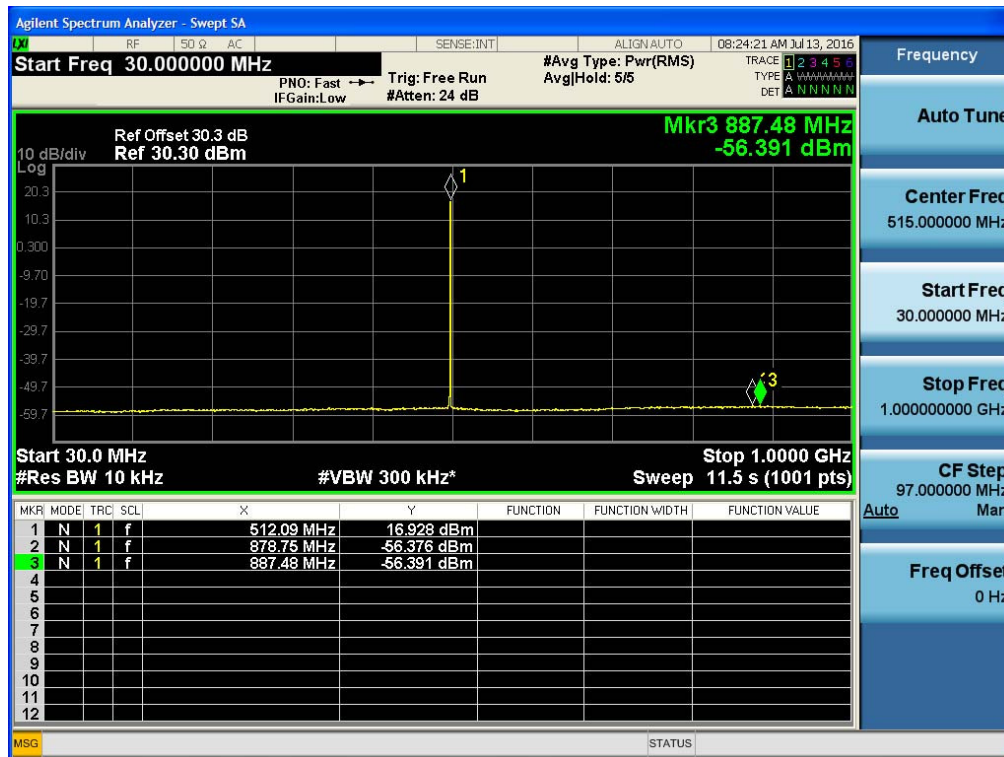 Agilent Spectrum Analyzer - Swept SA
LXI RF 50 Ω AC SENSE:INT ALIGN AUTO 08:24:21 AM Jul 13, 2016
Start Freq 30.000000 MHz
PNO: Fast
IFGain:Low
Trig: Free Run
#Atten: 24 dB
#Avg Type: Pwr(RMS)
Avg|Hold: 5/5
TRACE 1 2 3 4 5 6
TYPE A WWWWW
DET A N N N N N
Ref Offset 30.3 dB
Ref 30.30 dBm
10 dB/div
Log
Mkr3 887.48 MHz
-56.391 dBm
20.3
10.3
0.300
-9.70
-19.7
-29.7
-39.7
-49.7
-59.7
1
3
Start 30.0 MHz Stop 1.0000 GHz
#Res BW 10 kHz #VBW 300 kHz* Sweep 11.5 s (1001 pts)
MKR MODE TRC SCL X Y FUNCTION FUNCTION WIDTH FUNCTION VALUE
1 N 1 f 512.09 MHz 16.928 dBm
2 N 1 f 878.75 MHz -56.376 dBm
3 N 1 f 887.48 MHz -56.391 dBm
4
5
6
7
8
9
10
11
12
MSG STATUS
Frequency
Auto Tune
Center Freq
515.000000 MHz
Start Freq
30.000000 MHz
Stop Freq
1.000000000 GHz
CF Step
97.000000 MHz
Auto Man
Freq Offset
0 Hz